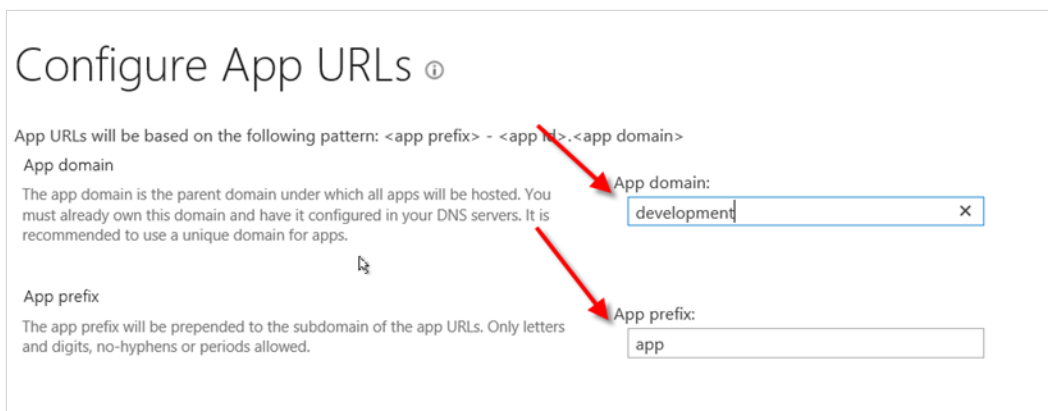 Configure App URLs
App URLs will be based on the following pattern: <app prefix> - <app id>.<app domain>
App domain
The app domain is the parent domain under which all apps will be hosted. You
must already own this domain and have it configured in your DNS servers. It is
recommended to use a unique domain for apps.
App domain:
development
App prefix
The app prefix will be prepended to the subdomain of the app URLs. Only letters
and digits, no-hyphens or periods allowed.
App prefix:
app